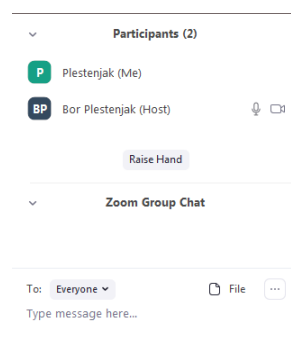 Participants (2)
P Plestenjak (Me)
BP Bor Plestenjak (Host)
Raise Hand
Zoom Group Chat
To: Everyone File ...
Type message here...